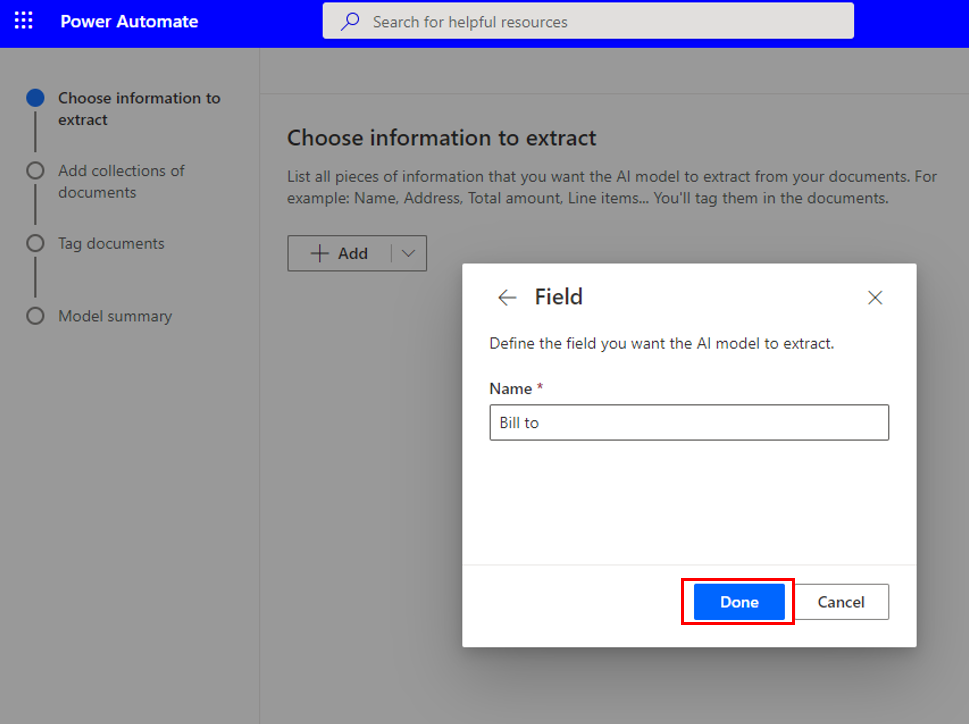 Power Automate
Search for helpful resources
Choose information to
extract
Add collections of
documents
Tag documents
Model summary
Choose information to extract
List all pieces of information that you want the AI model to extract from your documents. For
example: Name, Address, Total amount, Line items... You'll tag them in the documents.
Add
Field
Define the field you want the AI model to extract.
Name *
Bill to
Done
Cancel